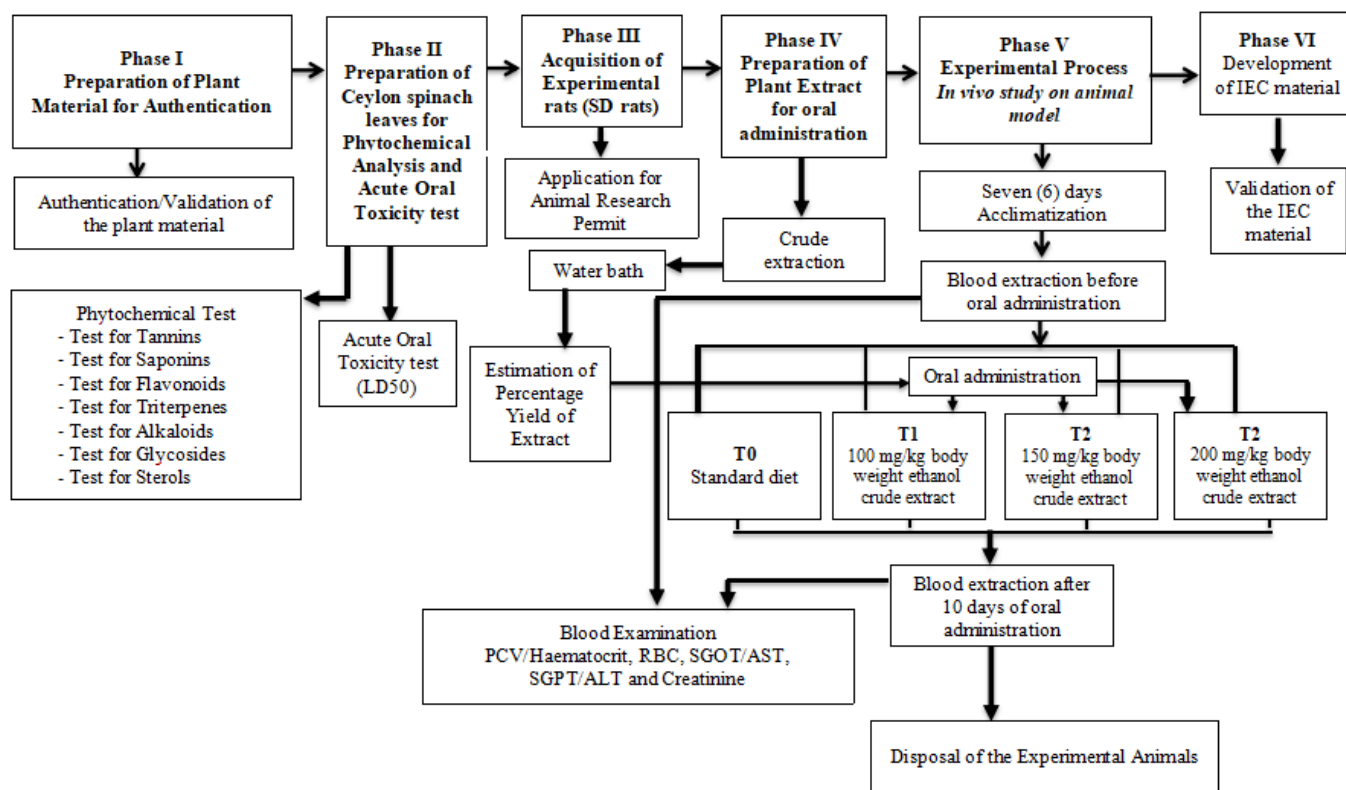 Phase I
Preparation of Plant
Material for Authentication
Authentication/Validation of
the plant material
Phase II
Preparation of
Ceylon spinach
leaves for
Phytochemical
Analysis and
Acute Oral
Toxicity test
Phytochemical Test
- Test for Tannins
- Test for Saponins
- Test for Flavonoids
- Test for Triterpenes
- Test for Alkaloids
- Test for Glycosides
- Test for Sterols
Acute Oral
Toxicity test
(LD50)
Phase III
Acquisition of
Experimental
rats (SD rats)
Application for
Animal Research
Permit
Phase IV
Preparation of
Plant Extract
for oral
administration
Crude
extraction
Water bath
Estimation of
Percentage
Yield of
Extract
Phase V
Experimental Process
In vivo study on animal
model
Seven (6) days
Acclimatization
Blood extraction before
oral administration
Oral administration
T0
Standard diet
T1
100 mg/kg body
weight ethanol
crude extract
T2
150 mg/kg body
weight ethanol
crude extract
T2
200 mg/kg body
weight ethanol
crude extract
Blood extraction after
10 days of oral
administration
Blood Examination
PCV/Haematocrit, RBC, SGOT/AST,
SGPT/ALT and Creatinine
Disposal of the Experimental Animals
Phase VI
Development
of IEC material
Validation of
the IEC
material